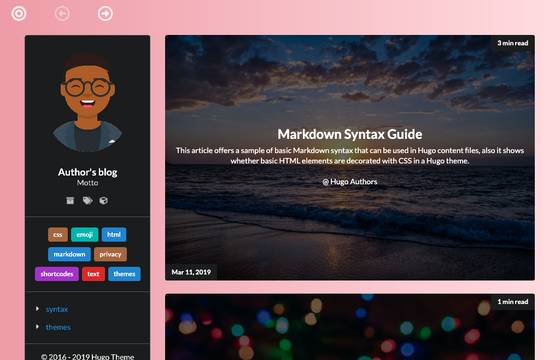 Author's blog
Motto
css emoji html
markdown privacy
shortcodes text themes
syntax
themes
© 2016 - 2019 Hugo Theme
3 min read
Markdown Syntax Guide
This article offers a sample of basic Markdown syntax that can be used in Hugo content files, also it shows
whether basic HTML elements are decorated with CSS in a Hugo theme.
@ Hugo Authors
Mar 11, 2019
1 min read